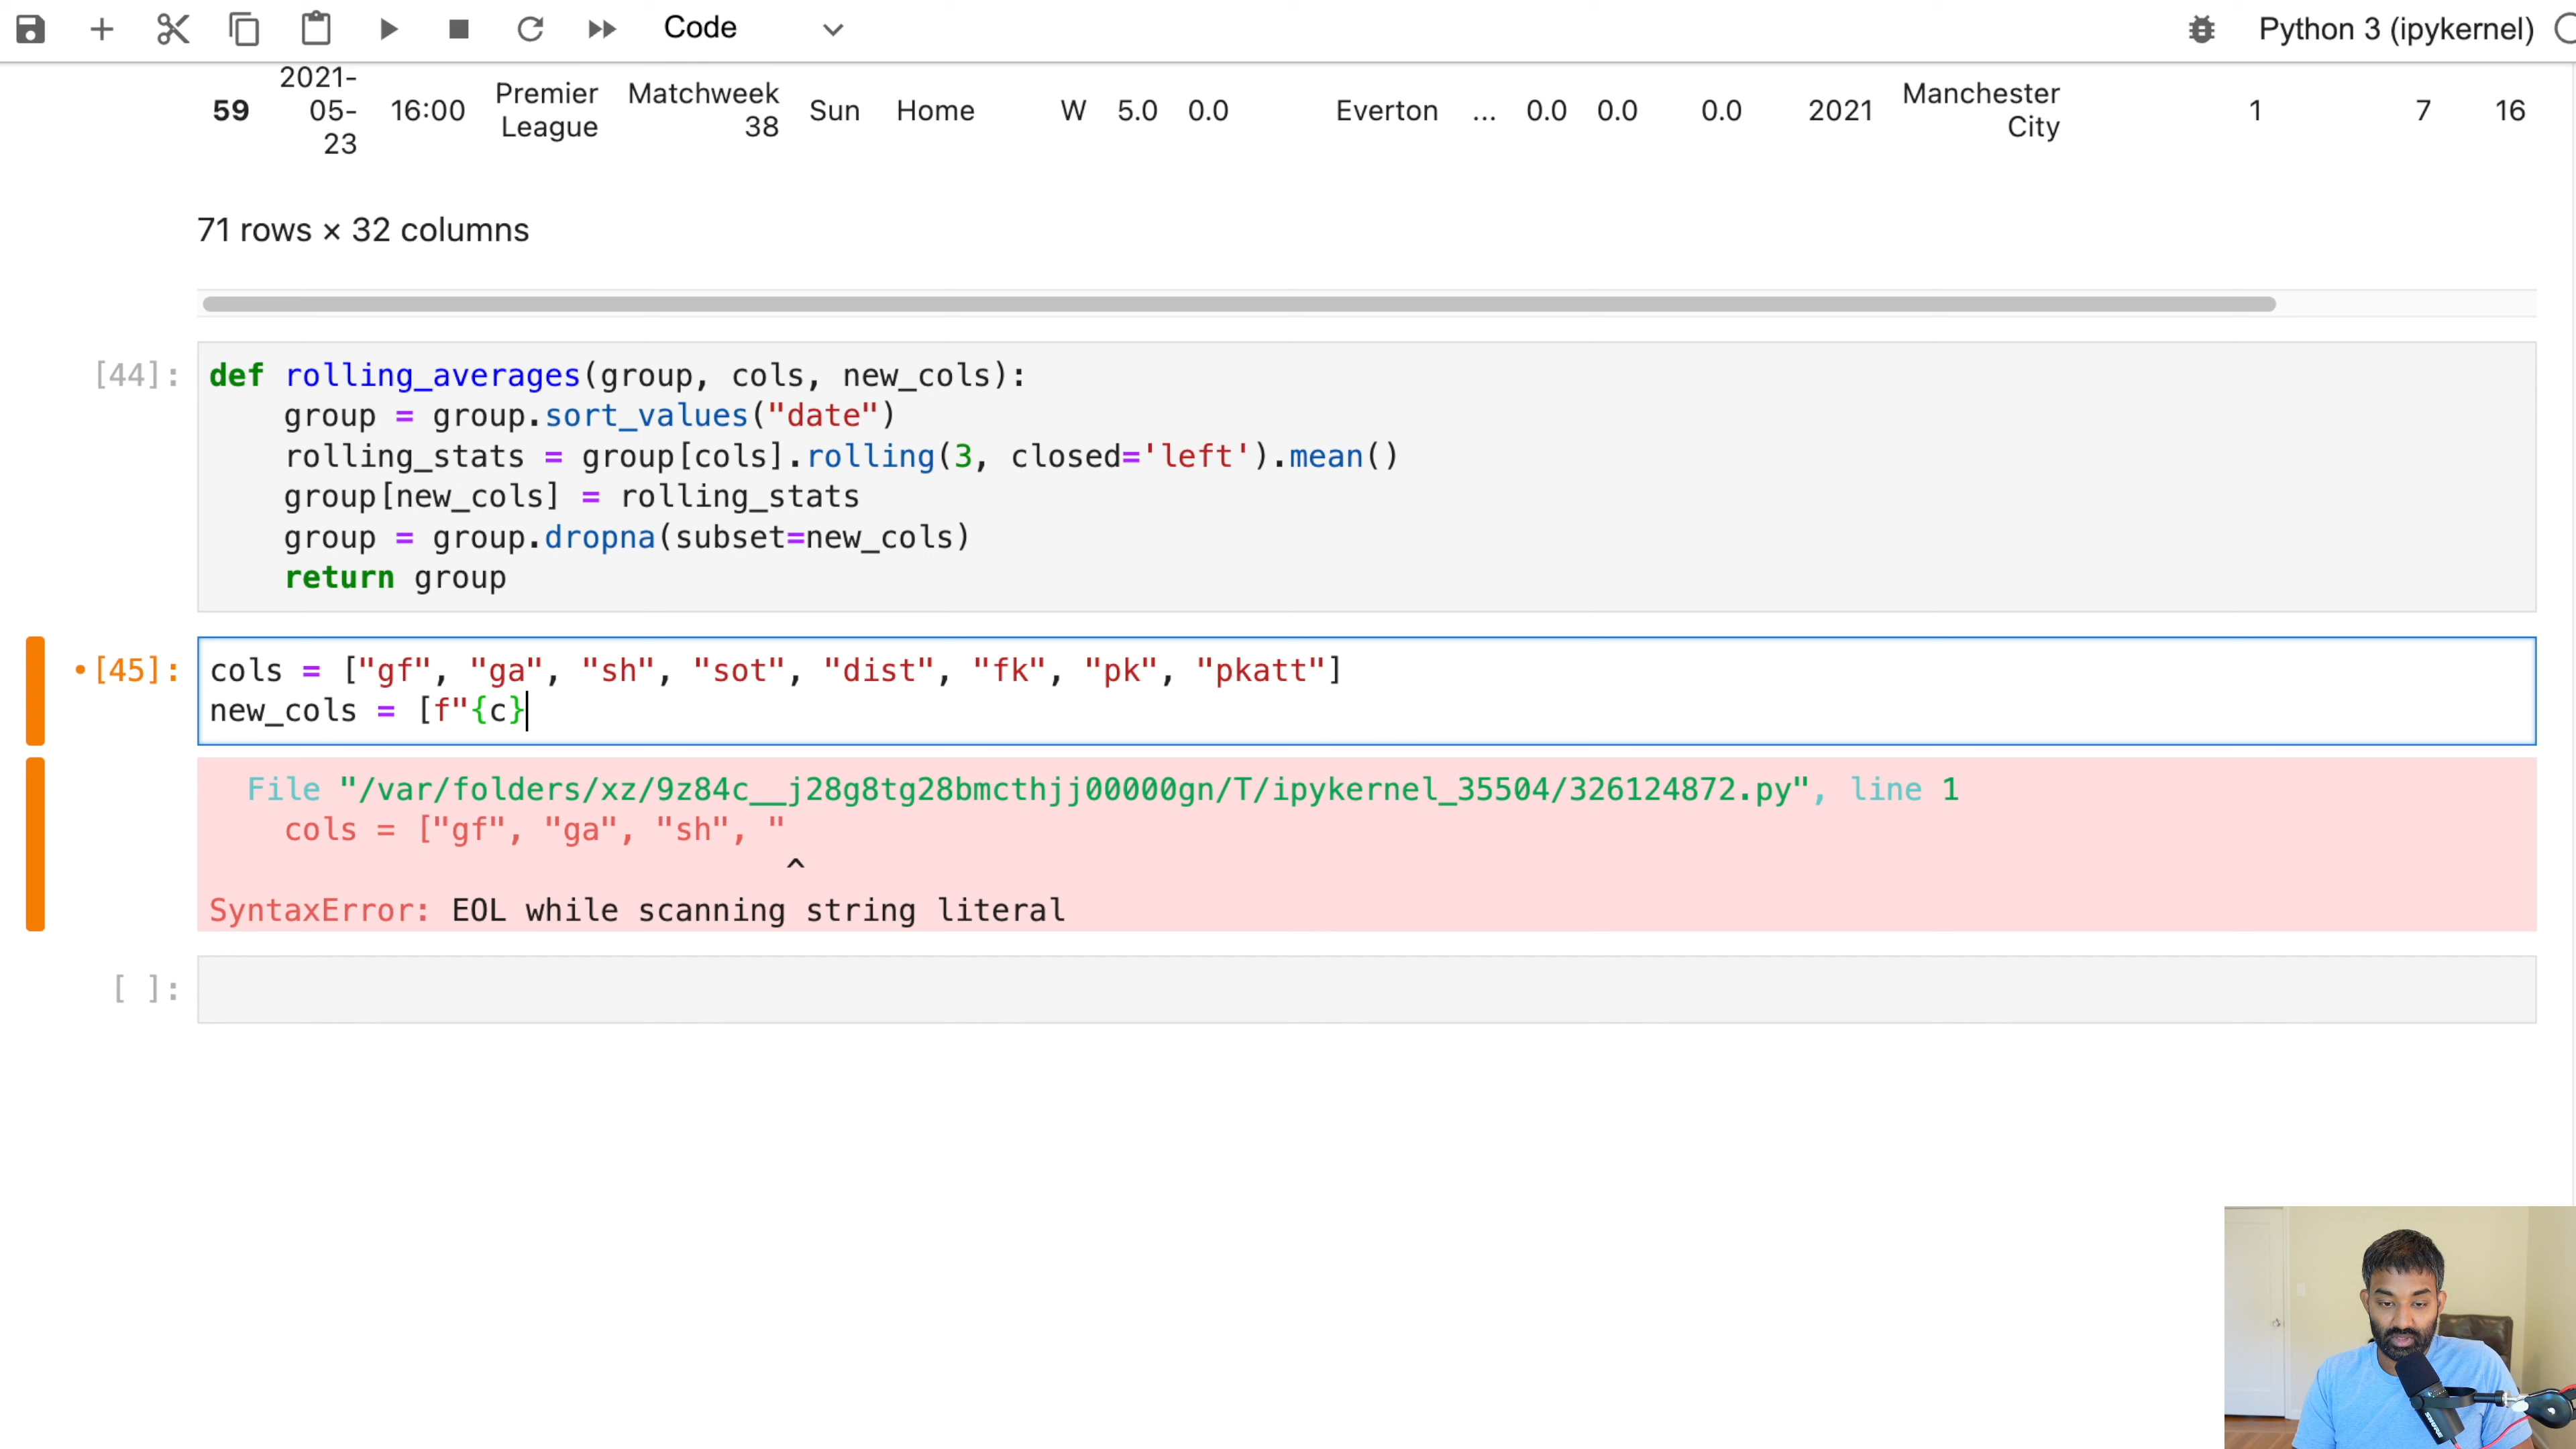 Code
Python 3 (ipykernel)
59 2021-05-23 16:00 Premier League Matchweek 38 Sun Home W 5.0 0.0 Everton ... 0.0 0.0 0.0 2021 Manchester City 1 7 16
71 rows × 32 columns
[44]:
def rolling_averages(group, cols, new_cols):
    group = group.sort_values("date")
    rolling_stats = group[cols].rolling(3, closed='left').mean()
    group[new_cols] = rolling_stats
    group = group.dropna(subset=new_cols)
    return group
•[45]:
cols = ["gf", "ga", "sh", "sot", "dist", "fk", "pk", "pkatt"]
new_cols = [f"{c}
File "/var/folders/xz/9z84c__j28g8tg28bmcthjj00000gn/T/ipykernel_35504/326124872.py", line 1
    cols = ["gf", "ga", "sh", "
^
SyntaxError: EOL while scanning string literal
[ ]: